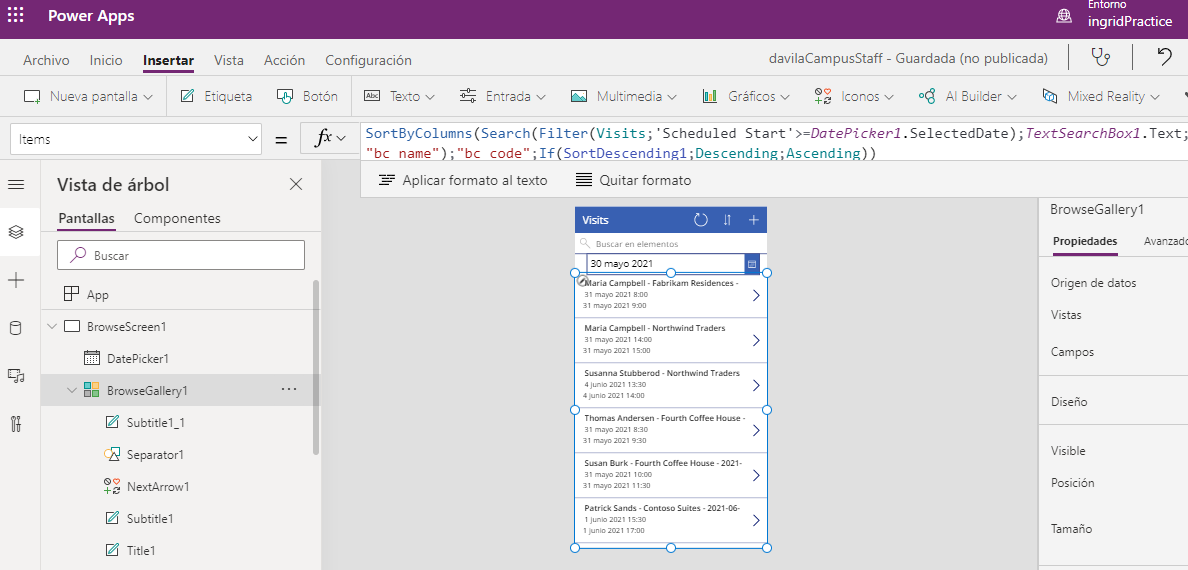 Power Apps
Entorno
ingridPractice
Archivo Inicio Insertar Vista Acción Configuración
davilaCampusStaff - Guardada (no publicada)
Nueva pantalla Etiqueta Botón Abc Texto Entrada Multimedia Gráficos Iconos AI Builder Mixed Reality
Items = fx
SortByColumns(Search(Filter(Visits;'Scheduled Start'>=DatePicker1.SelectedDate);TextSearchBox1.Text;
"bc_name");"bc_code";If(SortDescending1;Descending;Ascending))
Aplicar formato al texto Quitar formato
Vista de árbol
Pantallas Componentes
Buscar
App
BrowseScreen1
DatePicker1
BrowseGallery1 ...
Subtitle1_1
Separator1
NextArrow1
Subtitle1
Title1
Visits
Buscar en elementos
30 mayo 2021
Maria Campbell - Fabrikam Residences -
31 mayo 2021 8:00
31 mayo 2021 9:00
Maria Campbell - Northwind Traders
31 mayo 2021 14:00
31 mayo 2021 15:00
Susanna Stubberod - Northwind Traders
4 junio 2021 13:30
4 junio 2021 14:00
Thomas Andersen - Fourth Coffee House -
31 mayo 2021 8:30
31 mayo 2021 9:30
Susan Burk - Fourth Coffee House - 2021-
31 mayo 2021 10:00
31 mayo 2021 11:30
Patrick Sands - Contoso Suites - 2021-06-
1 junio 2021 15:30
1 junio 2021 17:00
BrowseGallery1
Propiedades Avanzado
Origen de datos
Vistas
Campos
Diseño
Visible
Posición
Tamaño